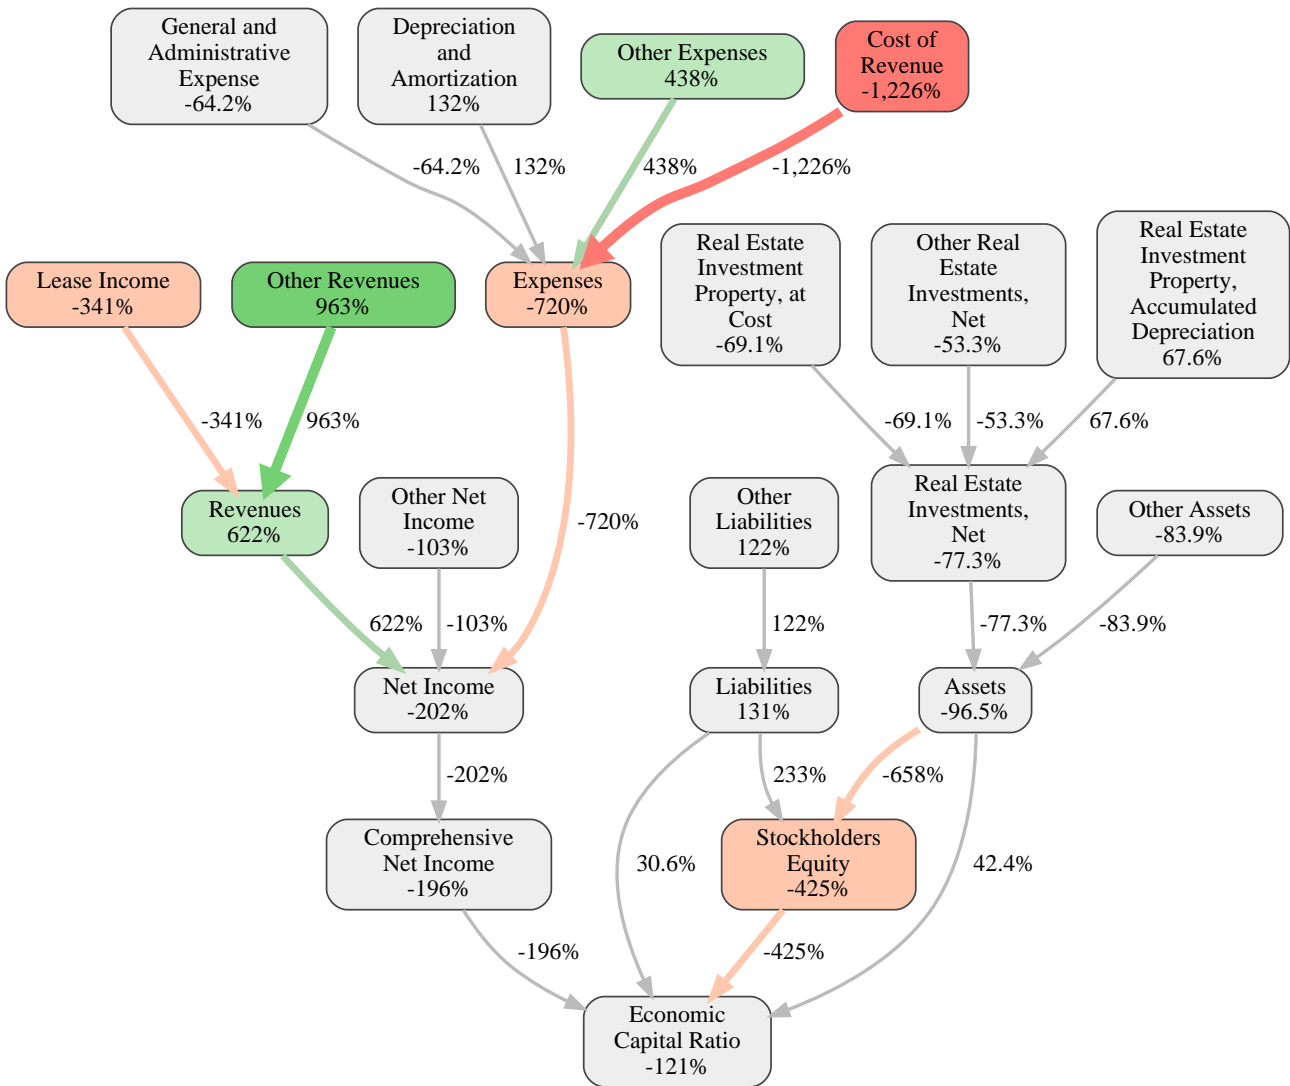 General and
Administrative
Expense
-64.2%
Depreciation
and
Amortization
132%
Other Expenses
438%
Cost of
Revenue
-1,226%
-64.2%
132%
438%
-1,226%
Lease Income
-341%
Other Revenues
963%
Expenses
-720%
Real Estate
Investment
Property, at
Cost
-69.1%
Other Real
Estate
Investments,
Net
-53.3%
Real Estate
Investment
Property,
Accumulated
Depreciation
67.6%
-341%
963%
-69.1%
-53.3%
67.6%
Revenues
622%
Other Net
Income
-103%
-720%
Other
Liabilities
122%
Real Estate
Investments,
Net
-77.3%
Other Assets
-83.9%
622%
-103%
122%
-77.3%
-83.9%
Net Income
-202%
Liabilities
131%
Assets
-96.5%
-202%
233%
-658%
Comprehensive
Net Income
-196%
30.6%
Stockholders
Equity
-425%
42.4%
-196%
-425%
Economic
Capital Ratio
-121%